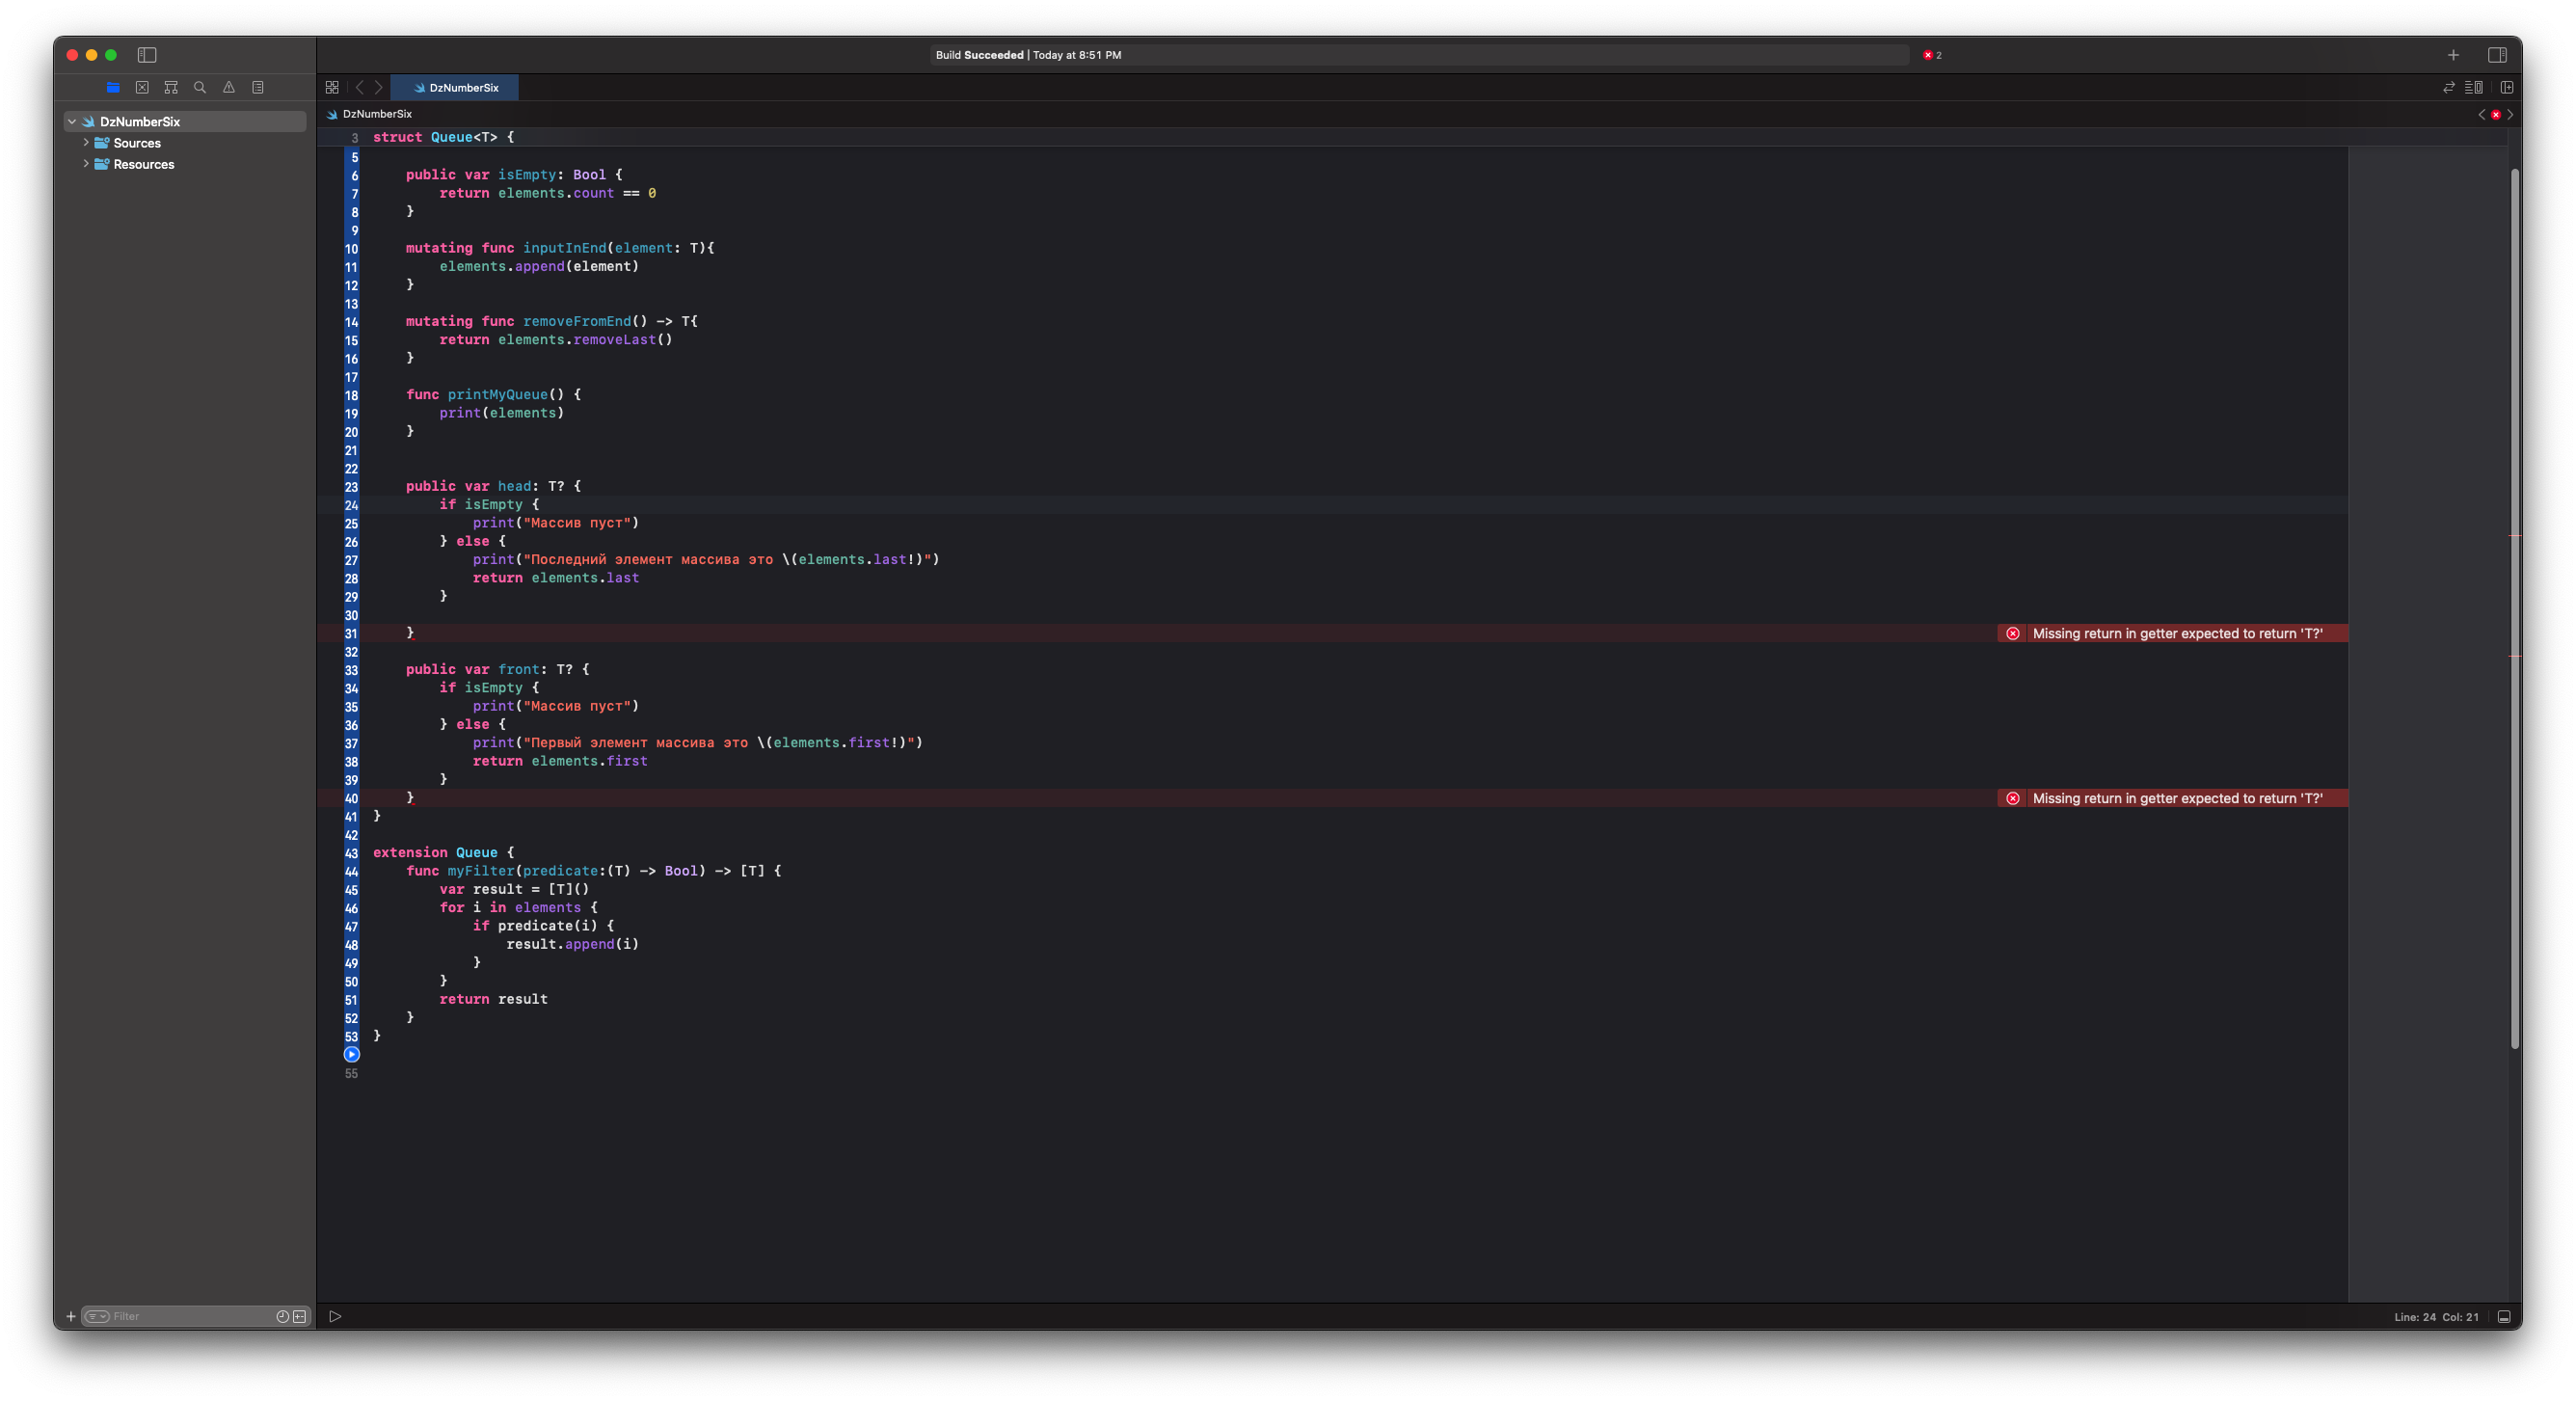 Build Succeeded | Today at 8:51 PM
2
DzNumberSix
DzNumberSix
Sources
Resources
DzNumberSix
3 struct Queue<T> {
5
6 public var isEmpty: Bool {
7 return elements.count == 0
8 }
9
10 mutating func inputInEnd(element: T){
11 elements.append(element)
12 }
13
14 mutating func removeFromEnd() -> T{
15 return elements.removeLast()
16 }
17
18 func printMyQueue() {
19 print(elements)
20 }
21
22
23 public var head: T? {
24 if isEmpty {
25 print("Массив пуст")
26 } else {
27 print("Последний элемент массива это \(elements.last!)")
28 return elements.last
29 }
30
31 } Missing return in getter expected to return 'T?'
32
33 public var front: T? {
34 if isEmpty {
35 print("Массив пуст")
36 } else {
37 print("Первый элемент массива это \(elements.first!)")
38 return elements.first
39 }
40 } Missing return in getter expected to return 'T?'
41 }
42
43 extension Queue {
44 func myFilter(predicate:(T) -> Bool) -> [T] {
45 var result = [T]()
46 for i in elements {
47 if predicate(i) {
48 result.append(i)
49 }
50 }
51 return result
52 }
53 }
55
Filter
Line: 24 Col: 21